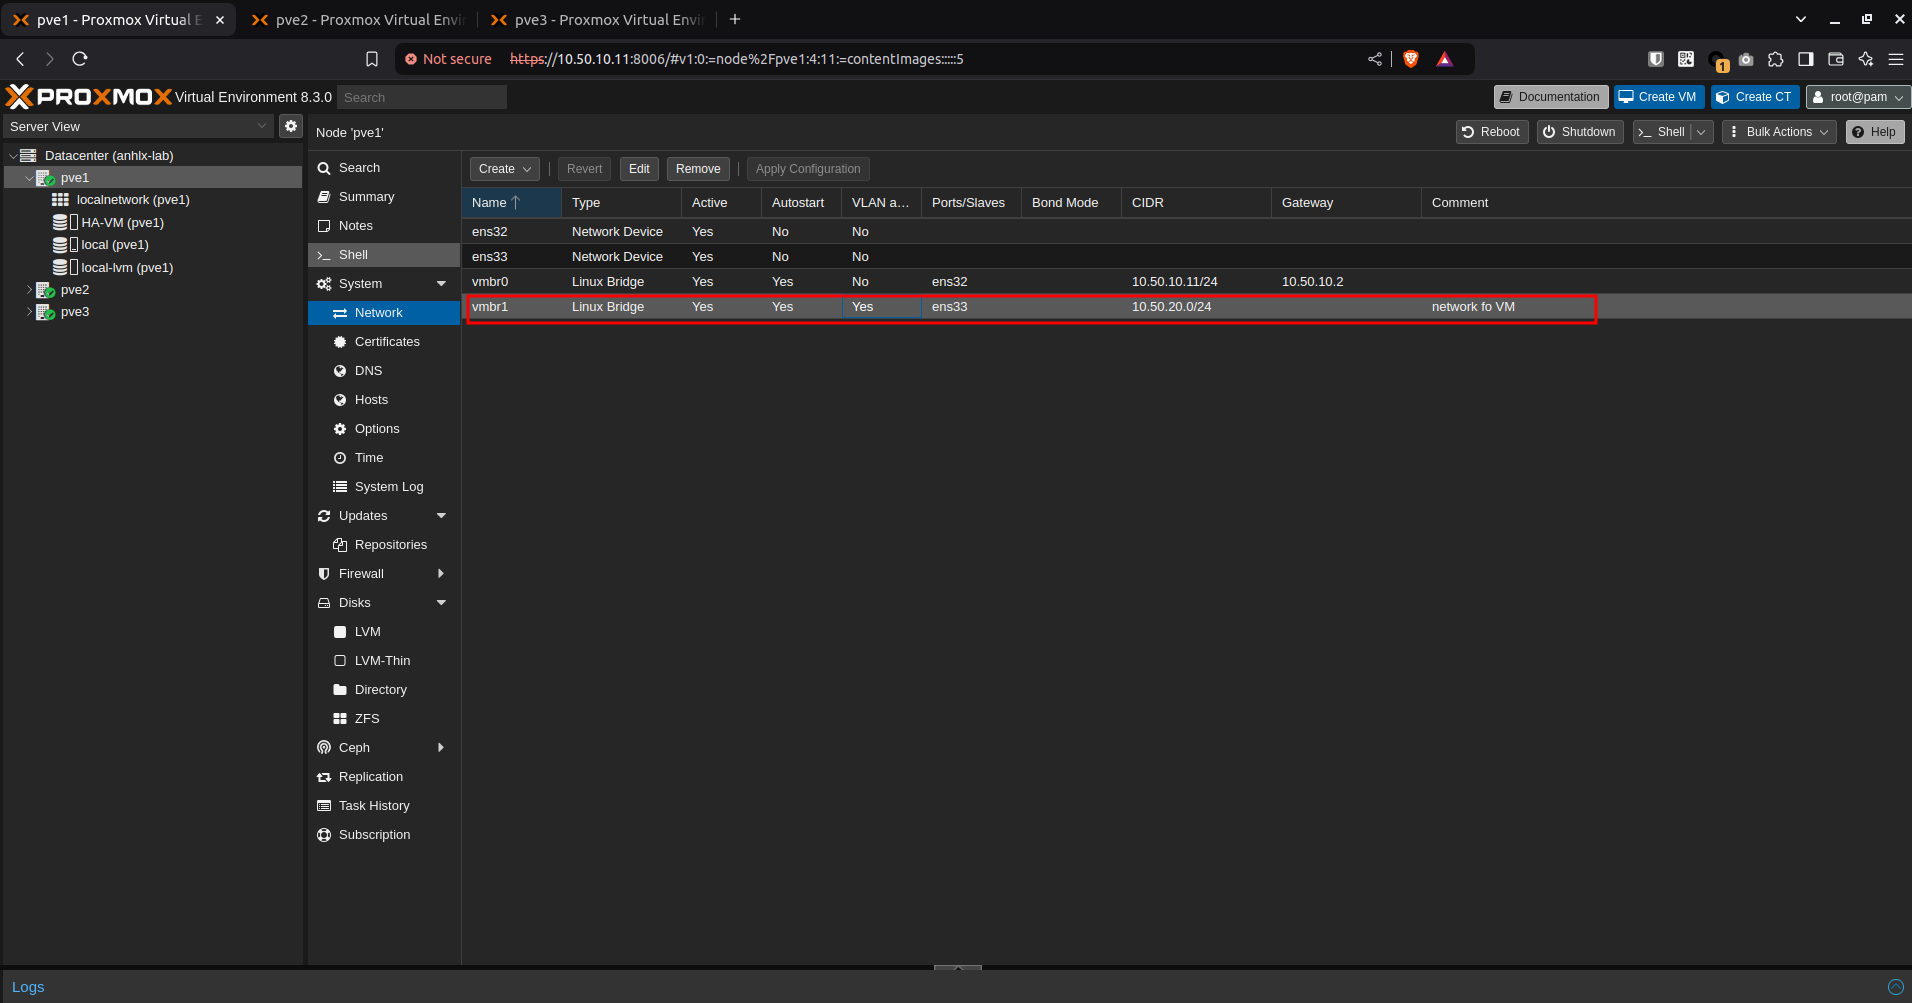 pve1 - Proxmox Virtual E
pve2 - Proxmox Virtual Envi
pve3 - Proxmox Virtual Envi
Not secure
https://10.50.10.11:8006/#v1:0:=node%2Fpve1:4:11:=contentImages:::::5
1
PROXMOX Virtual Environment 8.3.0
Search
Documentation
Create VM
Create CT
root@pam
Server View
Node 'pve1'
Reboot
Shutdown
Shell
Bulk Actions
Help
Datacenter (anhlx-lab)
pve1
localnetwork (pve1)
HA-VM (pve1)
local (pve1)
local-lvm (pve1)
pve2
pve3
Search
Summary
Notes
Shell
System
Network
Certificates
DNS
Hosts
Options
Time
System Log
Updates
Repositories
Firewall
Disks
LVM
LVM-Thin
Directory
ZFS
Ceph
Replication
Task History
Subscription
Create
Revert
Edit
Remove
Apply Configuration
Name Type Active Autostart VLAN a... Ports/Slaves Bond Mode CIDR Gateway Comment
ens32 Network Device Yes No No
ens33 Network Device Yes No No
vmbr0 Linux Bridge Yes Yes No ens32 10.50.10.11/24 10.50.10.2
vmbr1 Linux Bridge Yes Yes Yes ens33 10.50.20.0/24 network fo VM
Logs